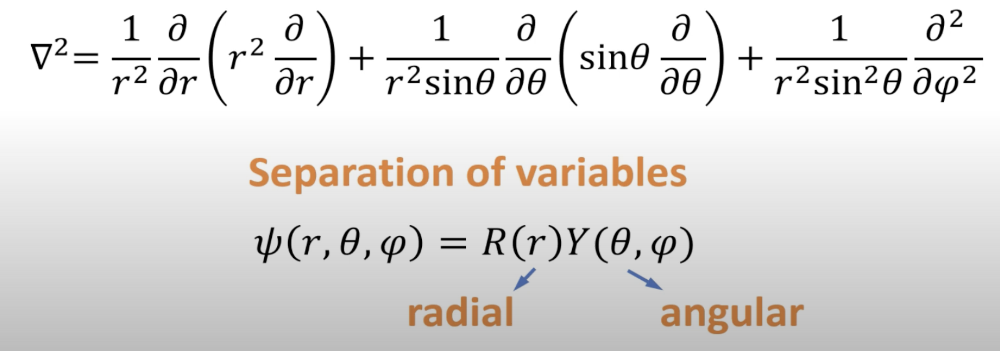 ∇² = 1/r² ∂/∂r (r² ∂/∂r) + 1/(r² sinθ) ∂/∂θ (sinθ ∂/∂θ) + 1/(r² sin²θ) ∂²/∂φ²
Separation of variables
ψ(r, θ, φ) = R(r)Y(θ, φ)
radial angular